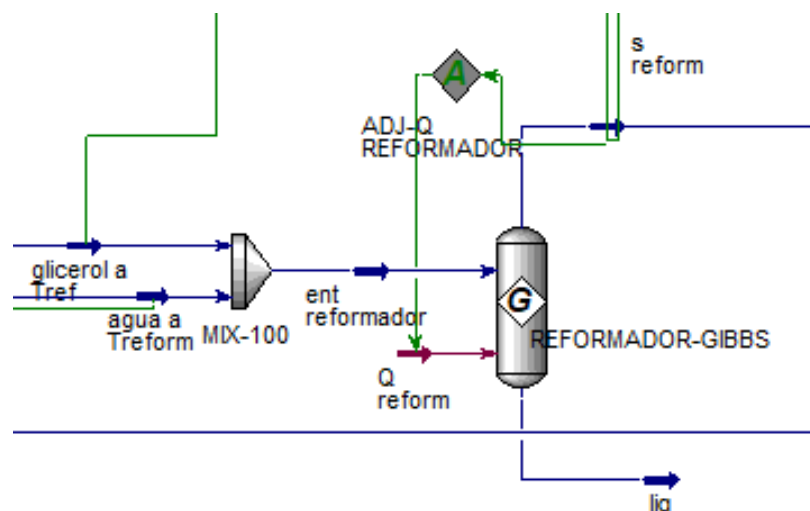 s
reform
A
ADJ-Q
REFORMADOR
glicerol a
Tref
agua a
Treform
MIX-100
ent
reformador
G
REFORMADOR-GIBBS
Q
reform
liq